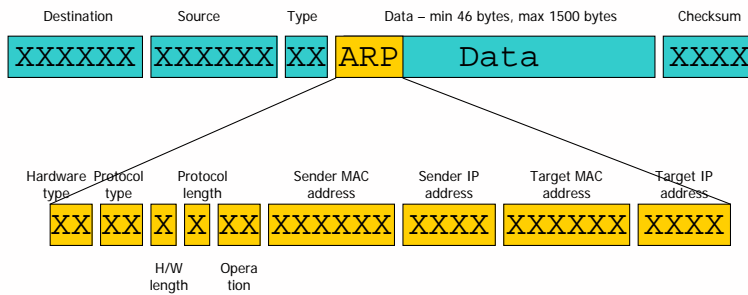 Destination Source Type Data – min 46 bytes, max 1500 bytes Checksum
XXXXXX XXXXXX XX ARP Data XXXX
Hardware Protocol Protocol Sender MAC Sender IP Target MAC Target IP
type type length address address address address
XX XX X X XX XXXXXX XXXX XXXXXX XXXX
H/W Opera
length tion